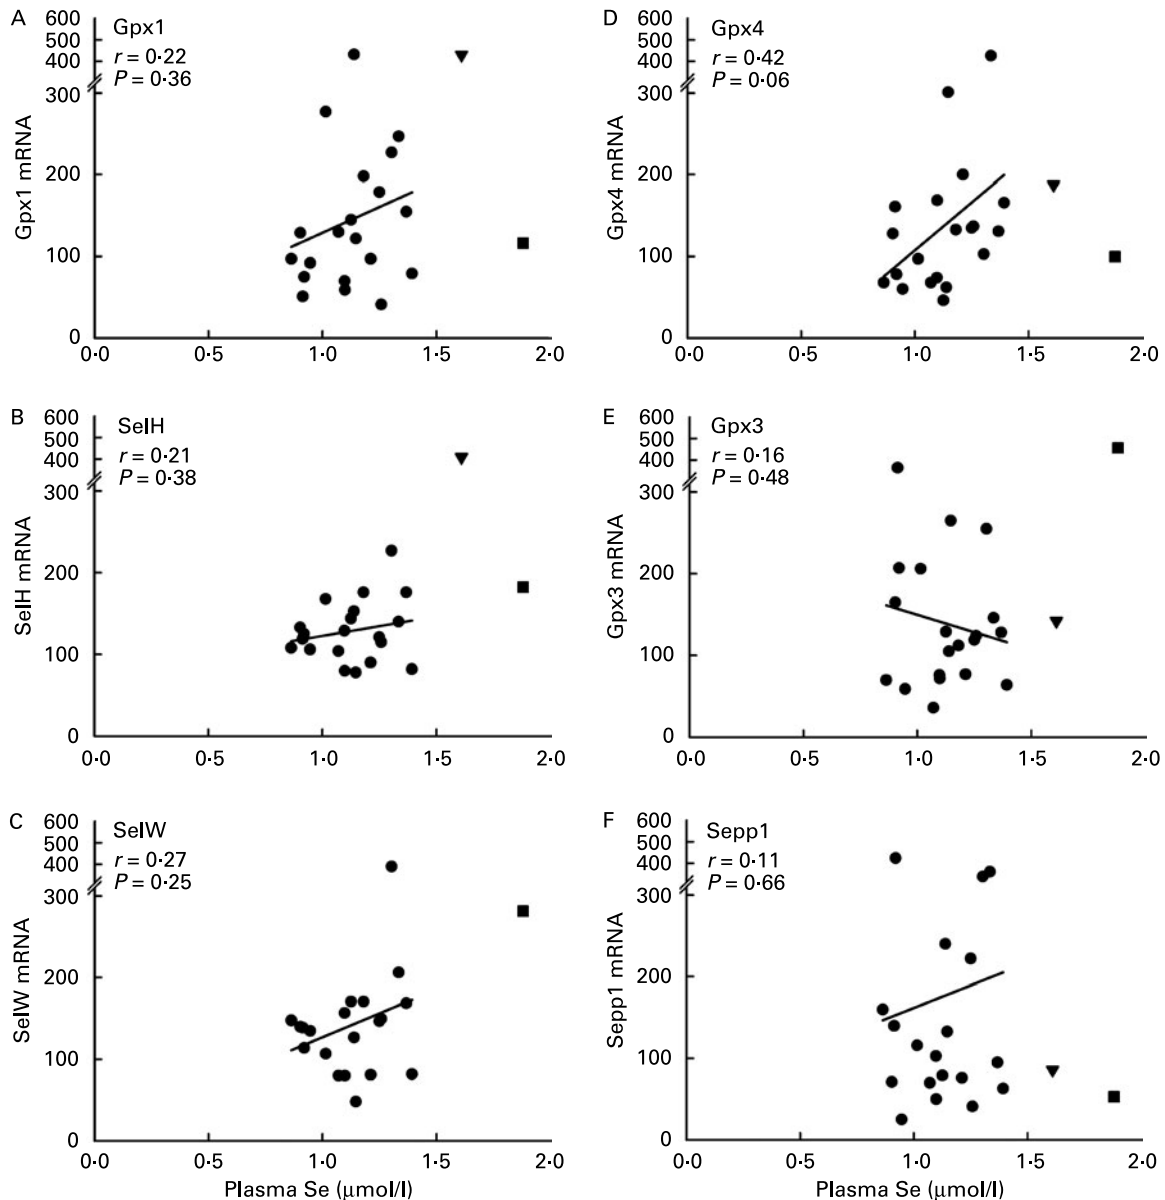 A
Gpx1
r = 0·22
P = 0·36
600
500
400
300
200
100
0
Gpx1 mRNA
0·0 0·5 1·0 1·5 2·0
D
Gpx4
r = 0·42
P = 0·06
600
500
400
300
200
100
0
Gpx4 mRNA
0·0 0·5 1·0 1·5 2·0
B
SelH
r = 0·21
P = 0·38
600
500
400
300
200
100
0
SelH mRNA
0·0 0·5 1·0 1·5 2·0
E
Gpx3
r = 0·16
P = 0·48
600
500
400
300
200
100
0
Gpx3 mRNA
0·0 0·5 1·0 1·5 2·0
C
SelW
r = 0·27
P = 0·25
600
500
400
300
200
100
0
SelW mRNA
0·0 0·5 1·0 1·5 2·0
Plasma Se (μmol/l)
F
Sepp1
r = 0·11
P = 0·66
600
500
400
300
200
100
0
Sepp1 mRNA
0·0 0·5 1·0 1·5 2·0
Plasma Se (μmol/l)